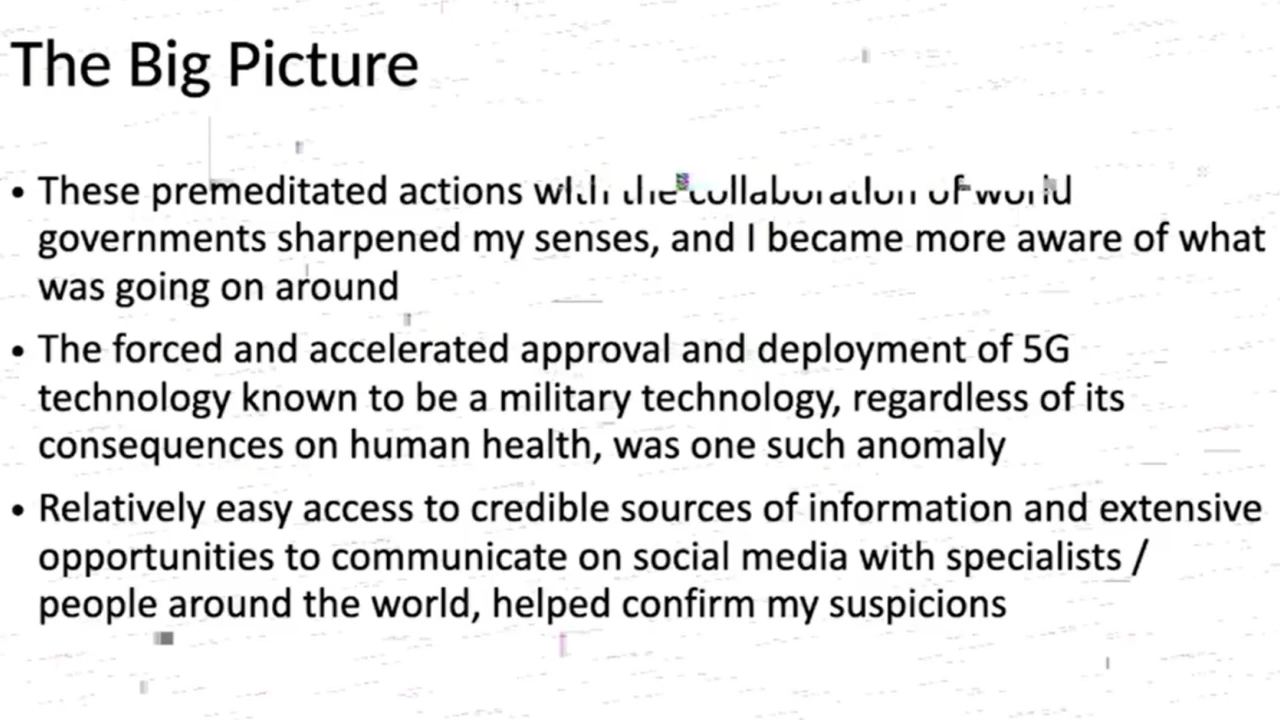 The Big Picture
• These premeditated actions with the collaboration of world
governments sharpened my senses, and I became more aware of what
was going on around
• The forced and accelerated approval and deployment of 5G
technology known to be a military technology, regardless of its
consequences on human health, was one such anomaly
• Relatively easy access to credible sources of information and extensive
opportunities to communicate on social media with specialists /
people around the world, helped confirm my suspicions